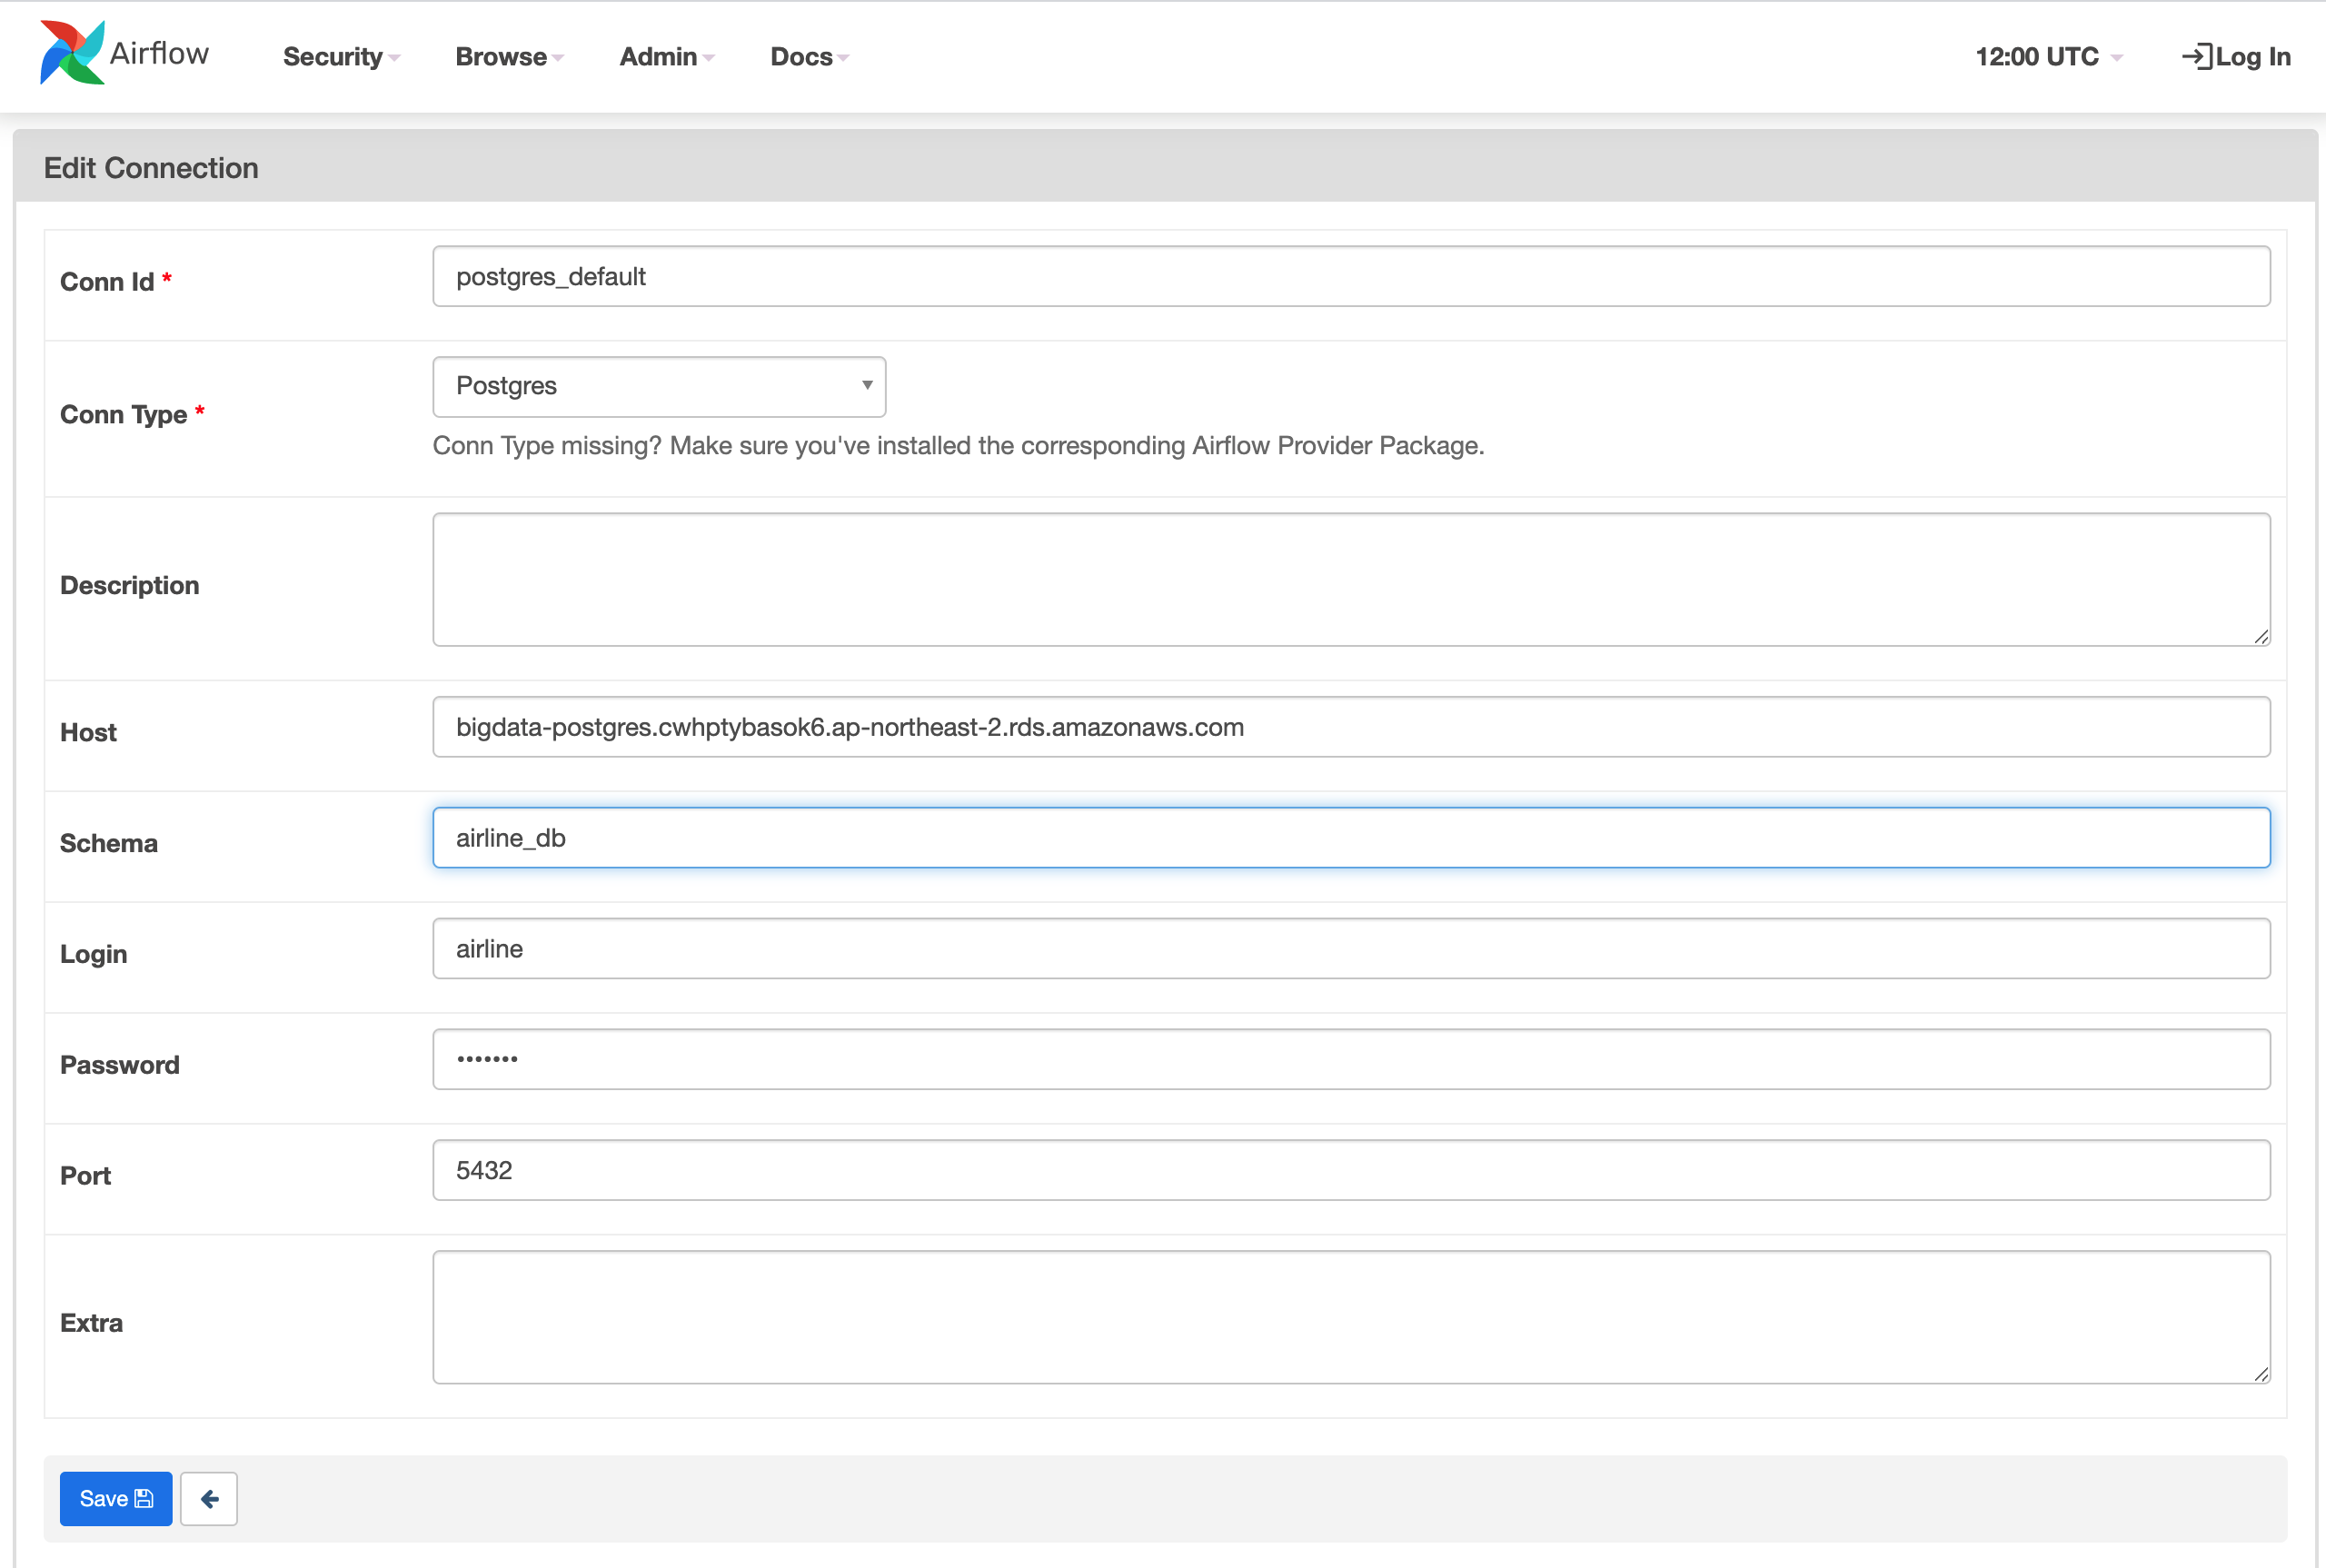 Airflow Security Browse Admin Docs 12:00 UTC Log In
Edit Connection
Conn Id * postgres_default
Conn Type * Postgres
Conn Type missing? Make sure you've installed the corresponding Airflow Provider Package.
Description
Host bigdata-postgres.cwhptybasok6.ap-northeast-2.rds.amazonaws.com
Schema airline_db
Login airline
Password •••••••
Port 5432
Extra
Save